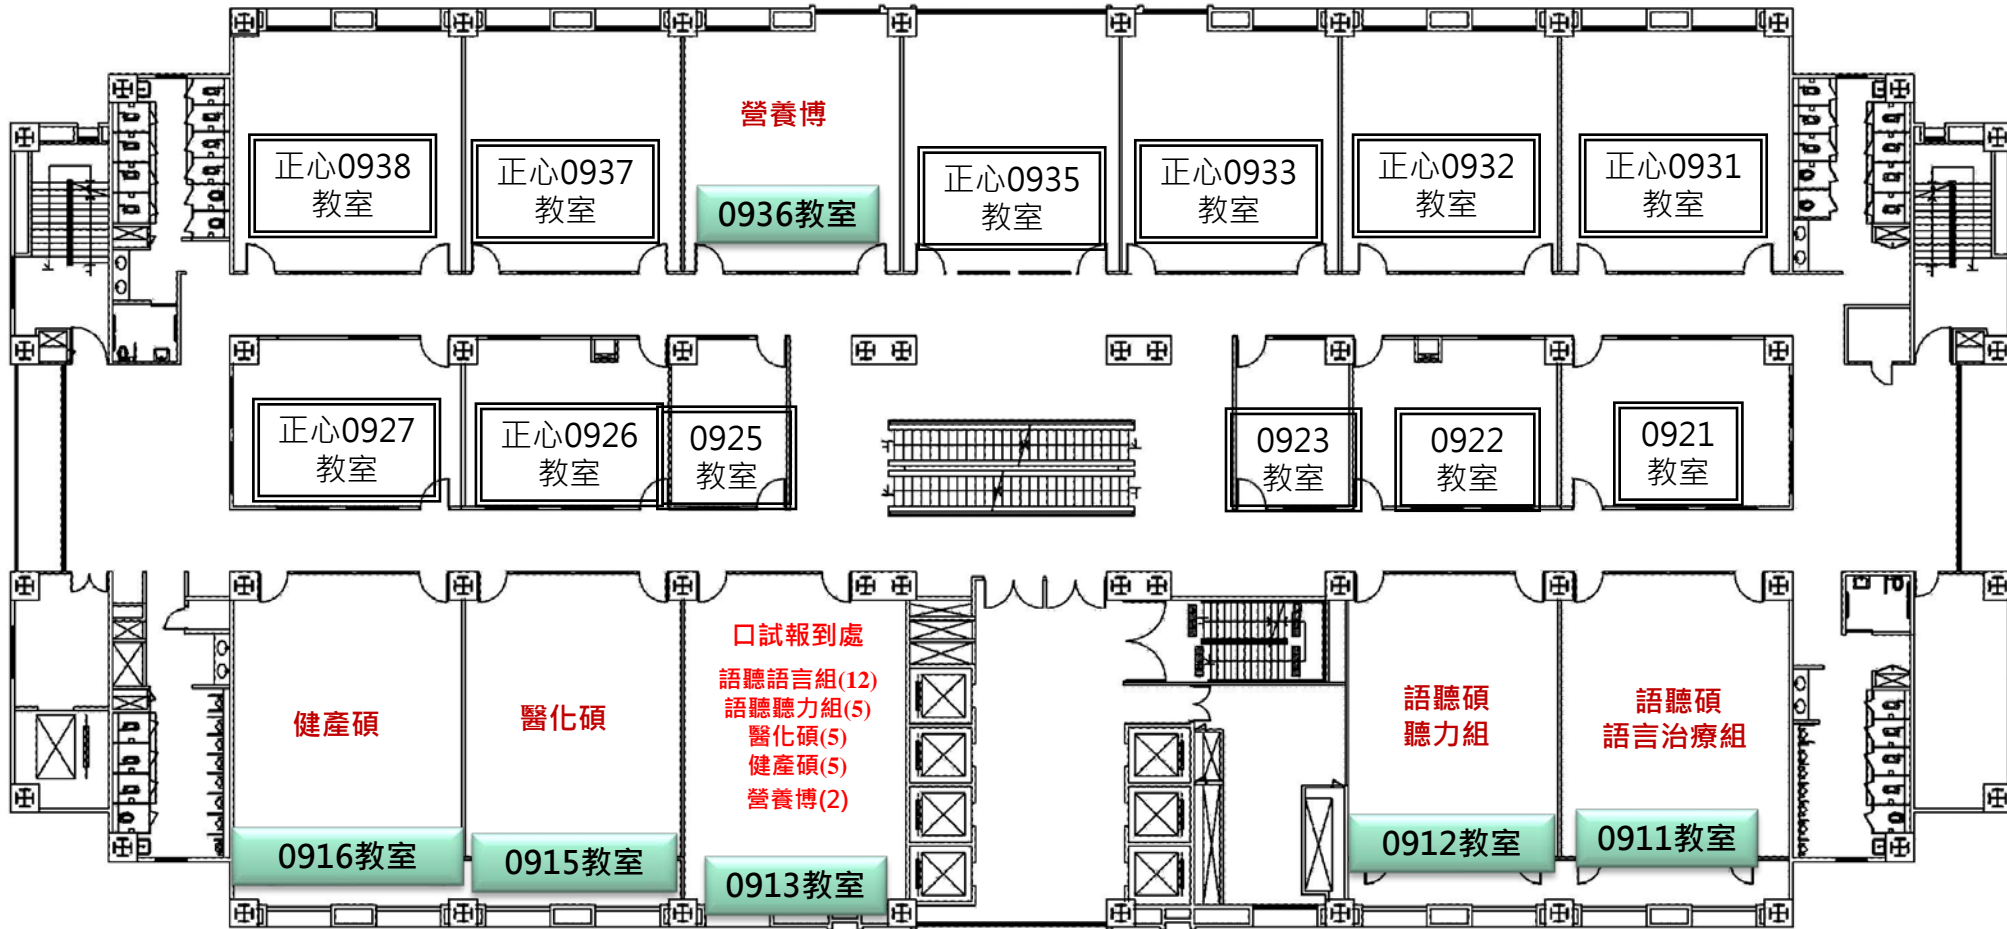 營養博
正心0938
教室
正心0937
教室
0936教室
正心0935
教室
正心0933
教室
正心0932
教室
正心0931
教室
正心0927
教室
正心0926
教室
0925
教室
0923
教室
0922
教室
0921
教室
健產碩
0916教室
醫化碩
0915教室
口試報到處
語聽語言組(12)
語聽聽力組(5)
醫化碩(5)
健產碩(5)
營養博(2)
0913教室
語聽碩
聽力組
0912教室
語聽碩
語言治療組
0911教室